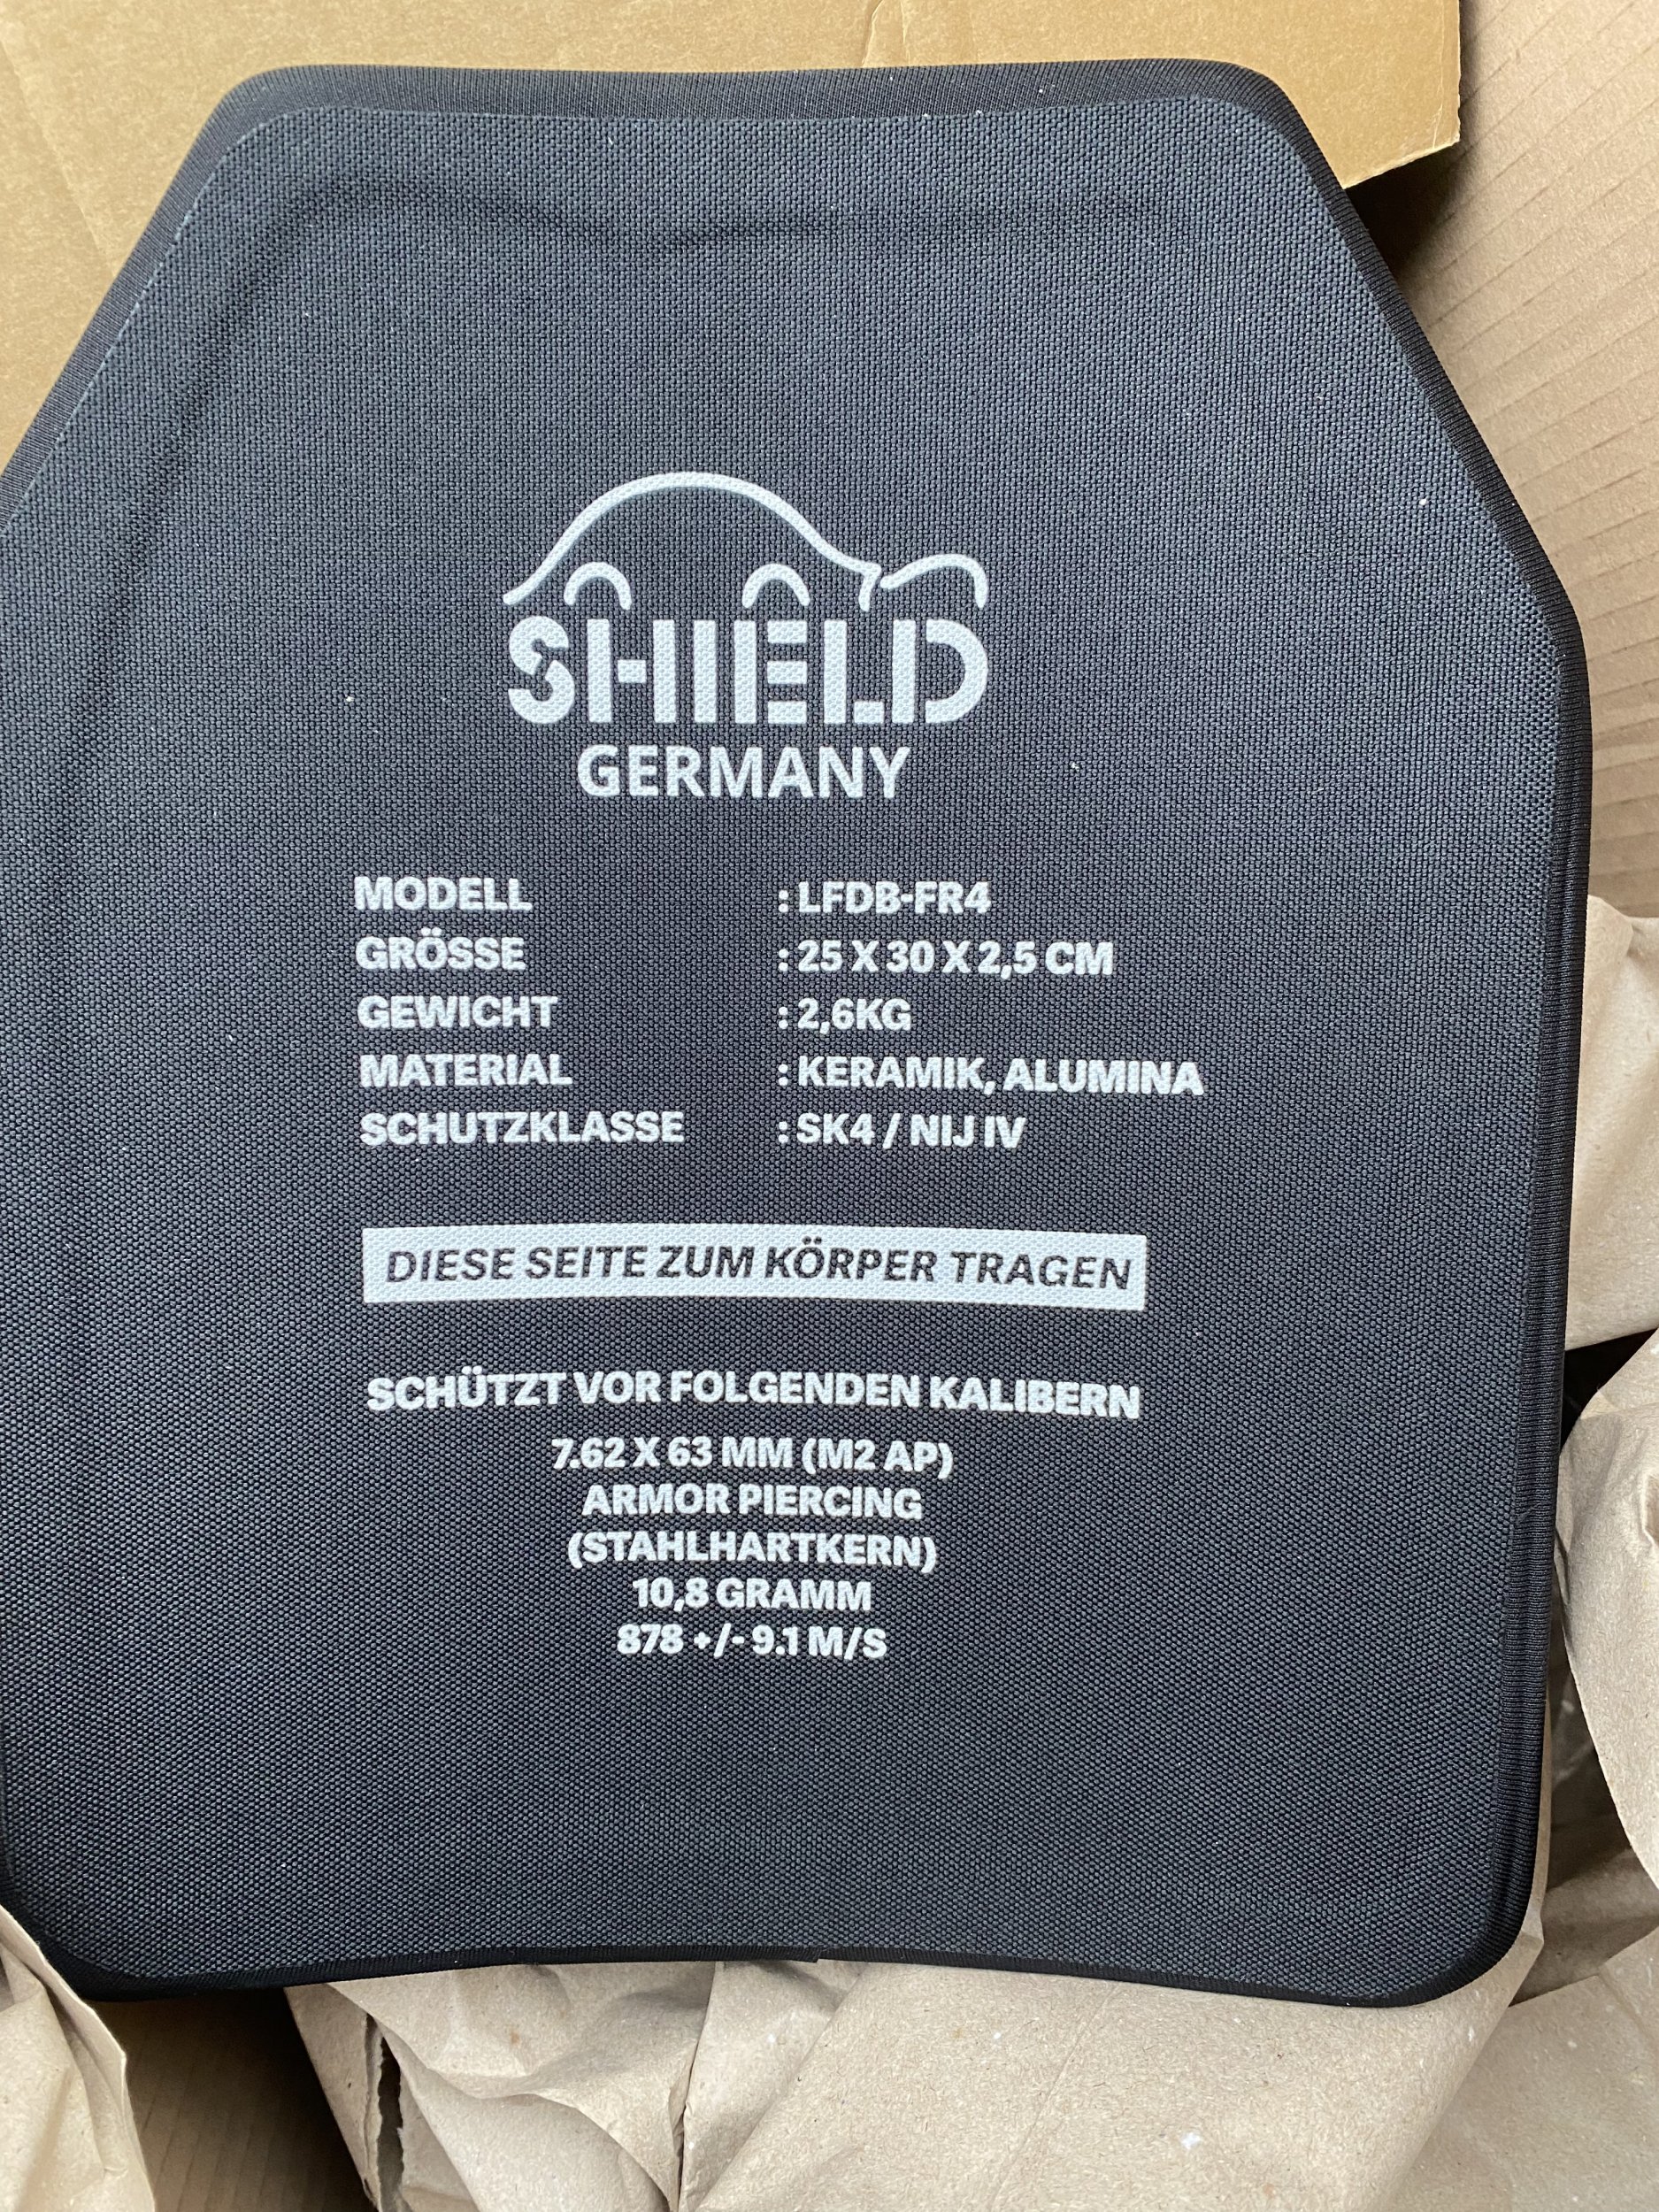 SHIELD
GERMANY
MODELL : LFDB-FR4
GRÖSSE : 25 X 30 X 2,5 CM
GEWICHT : 2,6KG
MATERIAL : KERAMIK, ALUMINA
SCHUTZKLASSE : SK4 / NIJ IV
DIESE SEITE ZUM KÖRPER TRAGEN
SCHÜTZT VOR FOLGENDEN KALIBERN
7.62 X 63 MM (M2 AP)
ARMOR PIERCING
(STAHLHARTKERN)
10,8 GRAMM
878 +/- 9.1 M/S